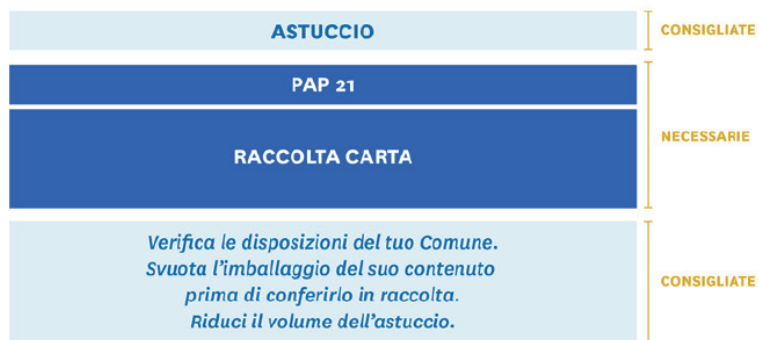 ASTUCCIO
CONSIGLIATE
PAP 21
RACCOLTA CARTA
NECESSARIE
Verifica le disposizioni del tuo Comune.
Svuota l'imballaggio del suo contenuto
prima di conferirlo in raccolta.
Riduci il volume dell'astuccio.
CONSIGLIATE